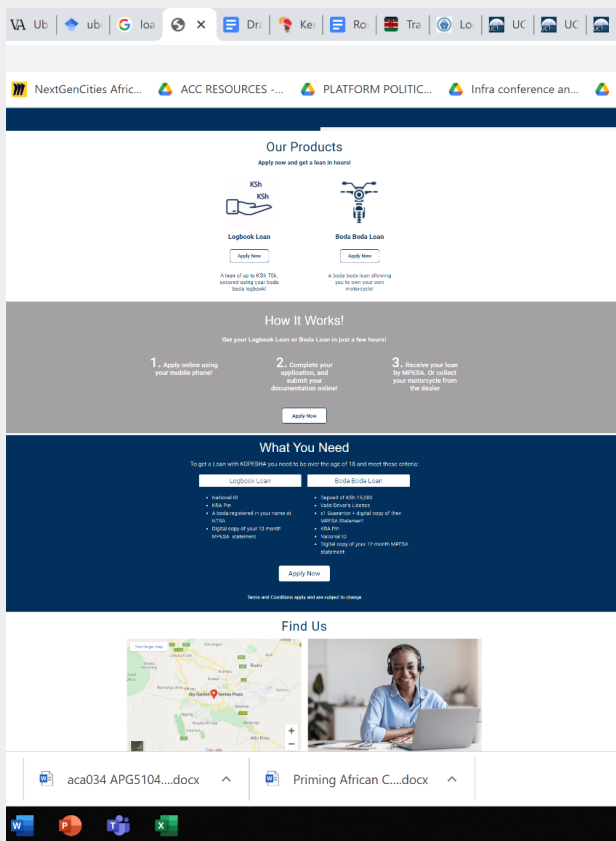 VA Ub
ub
loa
Dra
Ke
Ro
Tra
Lo
UC
UC
NextGenCities Afric...
ACC RESOURCES -...
PLATFORM POLITIC...
Infra conference an...
Our Products
Apply now and get a loan in hours!
KSh
KSh
Logbook Loan
Boda Boda Loan
Apply Now
Apply Now
A loan of up to KSh 70k,
secured using your boda
boda logbook!
A boda boda loan allowing
you to own your own
motorcycle!
How It Works!
Get your Logbook Loan or Boda Loan in just a few hours!
1. Apply online using
your mobile phone!
2. Complete your
application, and
submit your
documentation online!
3. Receive your loan
by MPESA. Or collect
your motorcycle from
the dealer
Apply Now
What You Need
To get a Loan with KOPESHA you need to be over the age of 18 and meet these criteria:
Logbook Loan
National ID
KRA Pin
A boda registered in your name at
NTSA
Digital copy of your 12 month
MPESA statement
Boda Boda Loan
Deposit of KSh 15,000
Valid Driver's Licence
x1 Guarantor + digital copy of their
MPESA Statement
KRA Pin
National ID
Digital copy of your 12 month MPESA
statement
Apply Now
Terms and Conditions apply and are subject to change
Find Us
View larger map
Ruiru
Sky Garden Service Plaza
Google
aca034 APG5104....docx
Priming African C....docx